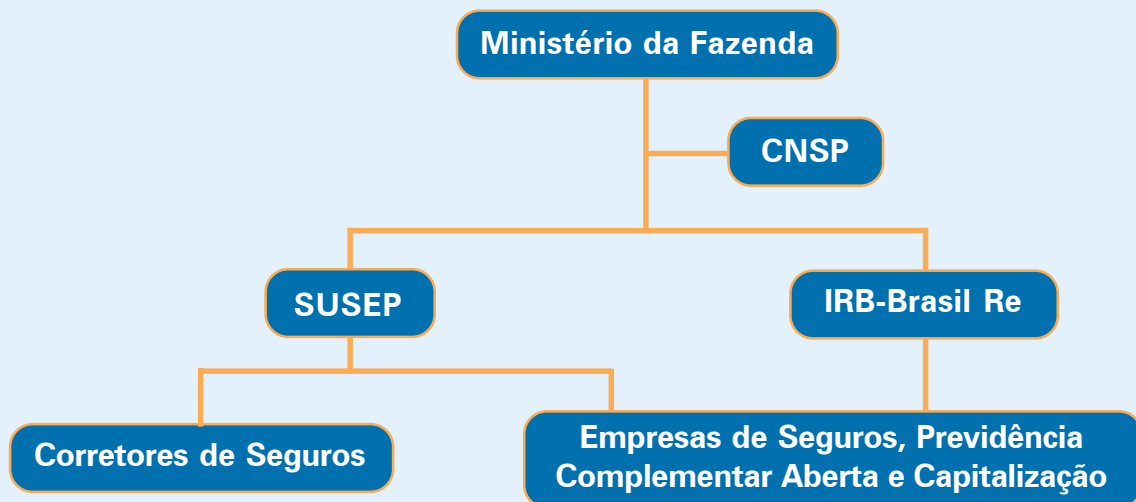 Ministério da Fazenda
CNSP
SUSEP
IRB-Brasil Re
Corretores de Seguros
Empresas de Seguros, Previdência
Complementar Aberta e Capitalização